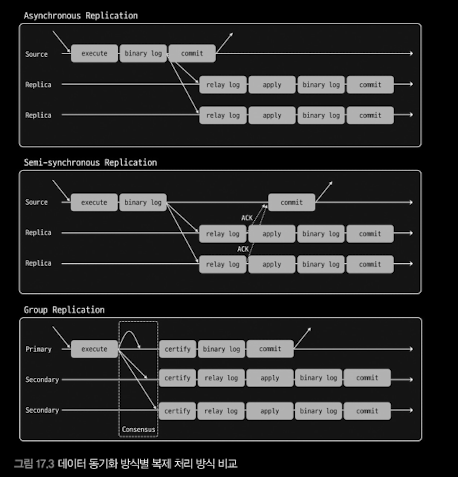 Asynchronous Replication
Source execute binary log commit
Replica relay log apply binary log commit
Replica relay log apply binary log commit
Semi-synchronous Replication
Source execute binary log commit
ACK
Replica relay log apply binary log commit
ACK
Replica relay log apply binary log commit
Group Replication
Primary execute certify binary log commit
Secondary certify relay log apply binary log commit
Secondary certify relay log apply binary log commit
Consensus
그림 17.3 데이터 동기화 방식별 복제 처리 방식 비교